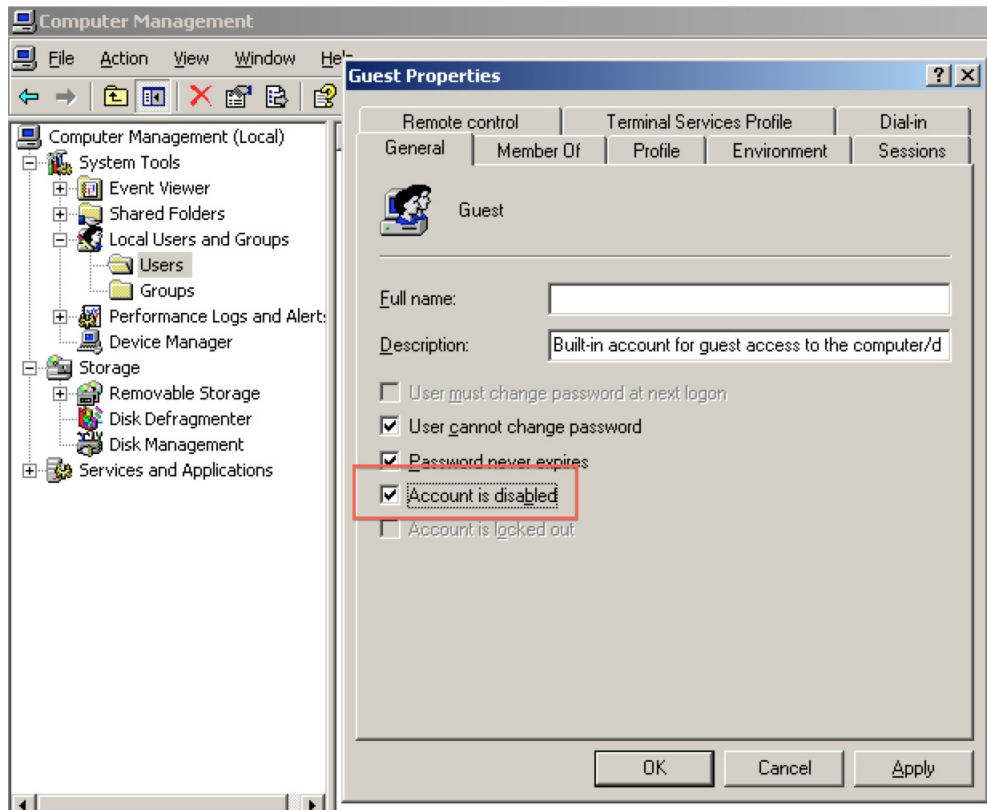 Computer Management
File Action View Window Help
Guest Properties
Remote control Terminal Services Profile Dial-in
General Member Of Profile Environment Sessions
Computer Management (Local)
System Tools
Event Viewer
Shared Folders
Local Users and Groups
Users
Groups
Performance Logs and Alert
Device Manager
Storage
Removable Storage
Disk Defragmenter
Disk Management
Services and Applications
Guest
Full name:
Description: Built-in account for guest access to the computer/d
User must change password at next logon
User cannot change password
Password never expires
Account is disabled
Account is locked out
OK Cancel Apply